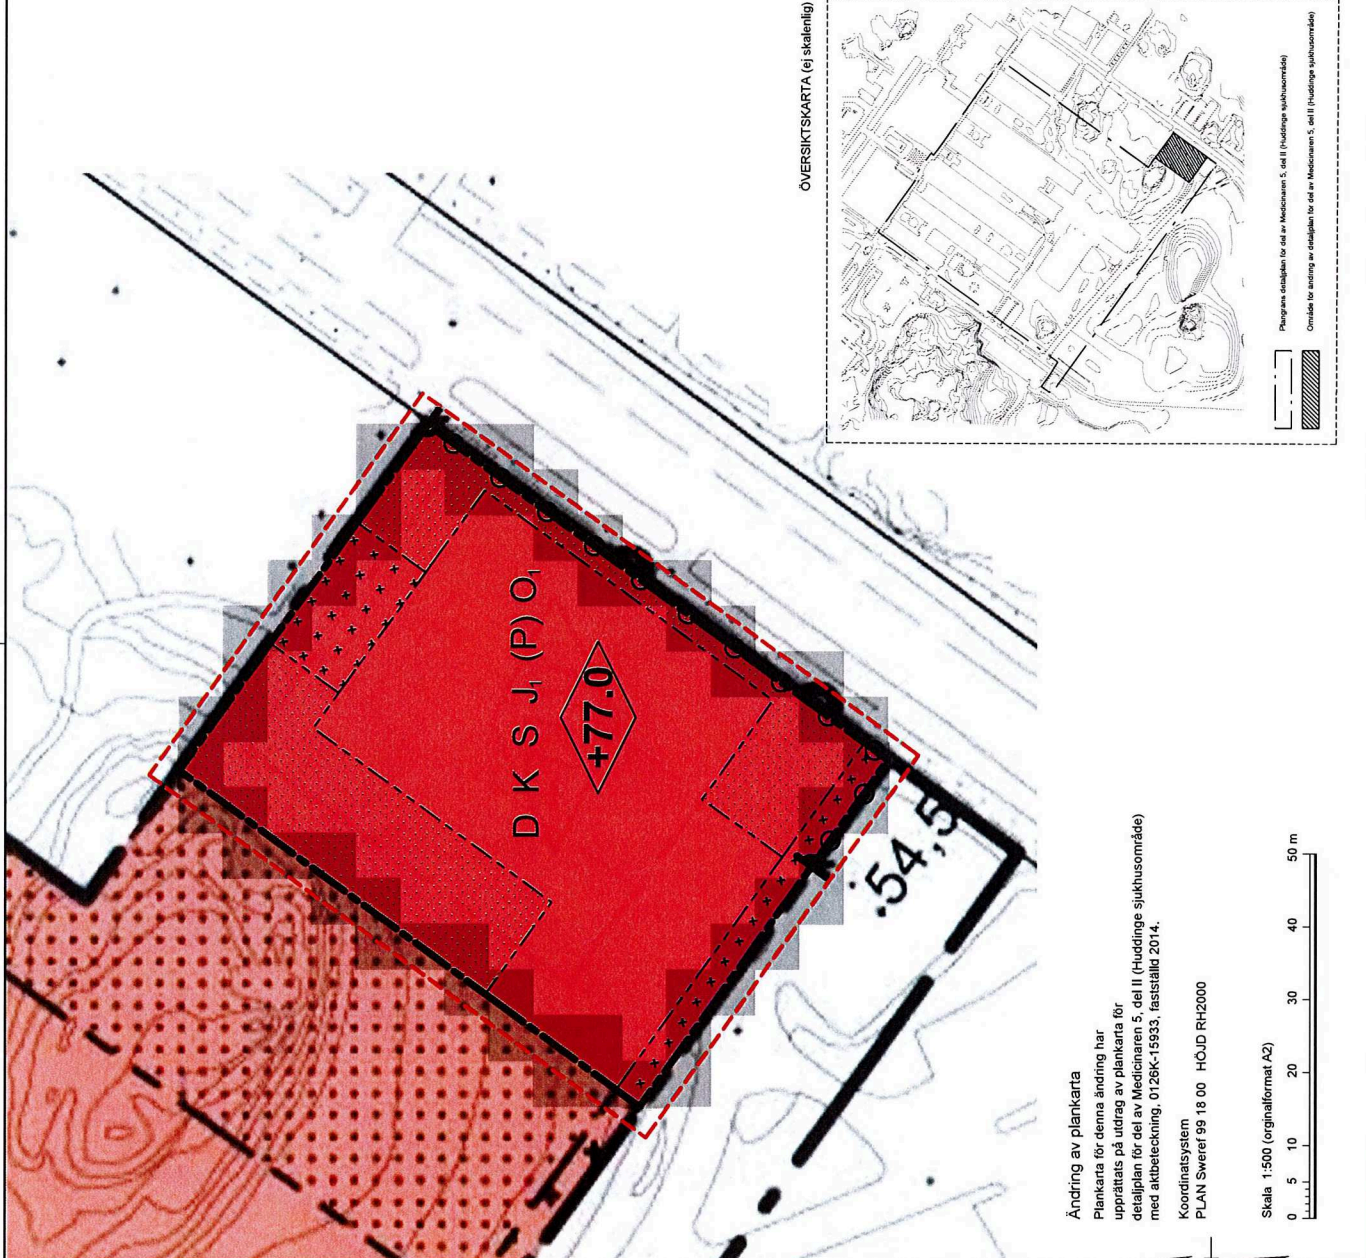 ÖVERSIKTSKARTA (ej skalenlig)
Plangräns detaljplan för del av Medicinaren 5, del II (Huddinge sjukhusområde)
Område för ändring av detaljplan för del av Medicinaren 5, del II (Huddinge sjukhusområde)
D K S J₁ (P) O₁
+77.0
.54,5
Ändring av plankarta
Plankarta för denna ändring har
upprättats på utdrag av plankarta för
detaljplan för del av Medicinaren 5, del II (Huddinge sjukhusområde)
med aktbeteckning, 0126K-15933, fastställd 2014.
Koordinatsystem
PLAN Sweref 99 18 00 HÖJD RH2000
Skala 1:500 (orginalformat A2)
0 5 10 20 30 40 50 m